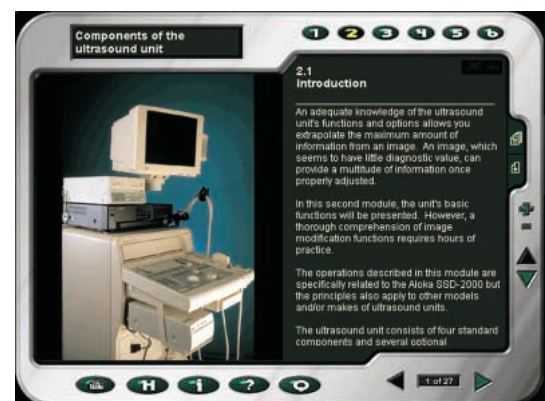 Components of the
ultrasound unit
1 2 3 4 5 6
2.1
Introduction
An adequate knowledge of the ultrasound
unit's functions and options allows you
extrapolate the maximum amount of
information from an image. An image, which
seems to have little diagnostic value, can
provide a multitude of information once
properly adjusted.
In this second module, the unit's basic
functions will be presented. However, a
thorough comprehension of image
modification functions requires hours of
practice.
The operations described in this module are
specifically related to the Aloka SSD-2000 but
the principles also apply to other models
and/or makes of ultrasound units.
The ultrasound unit consists of four standard
components and several optional
H i ? Q
1 of 27